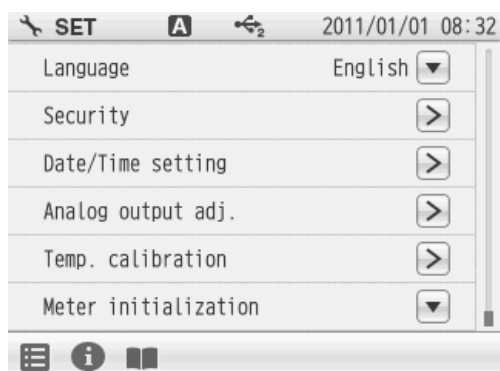 SET A 2 2011/01/01 08:32
Language English
Security
Date/Time setting
Analog output adj.
Temp. calibration
Meter initialization